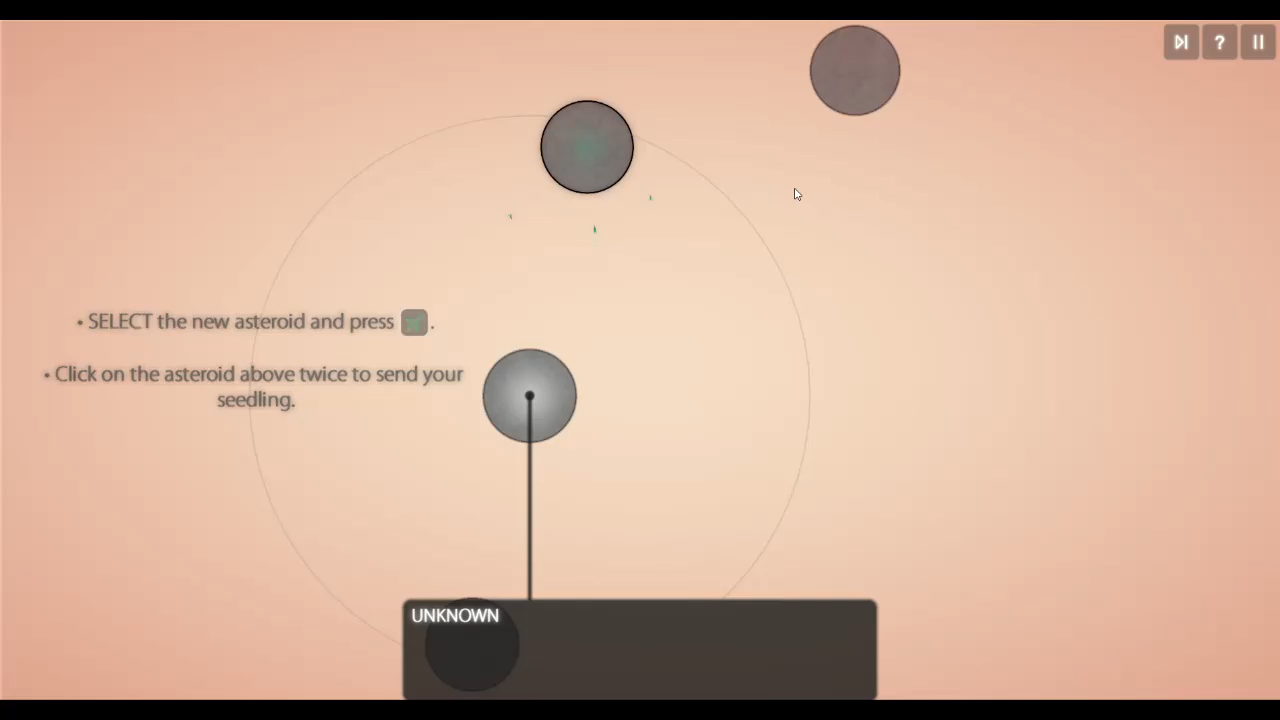 ?
• SELECT the new asteroid and press .
• Click on the asteroid above twice to send your
seedling.
UNKNOWN